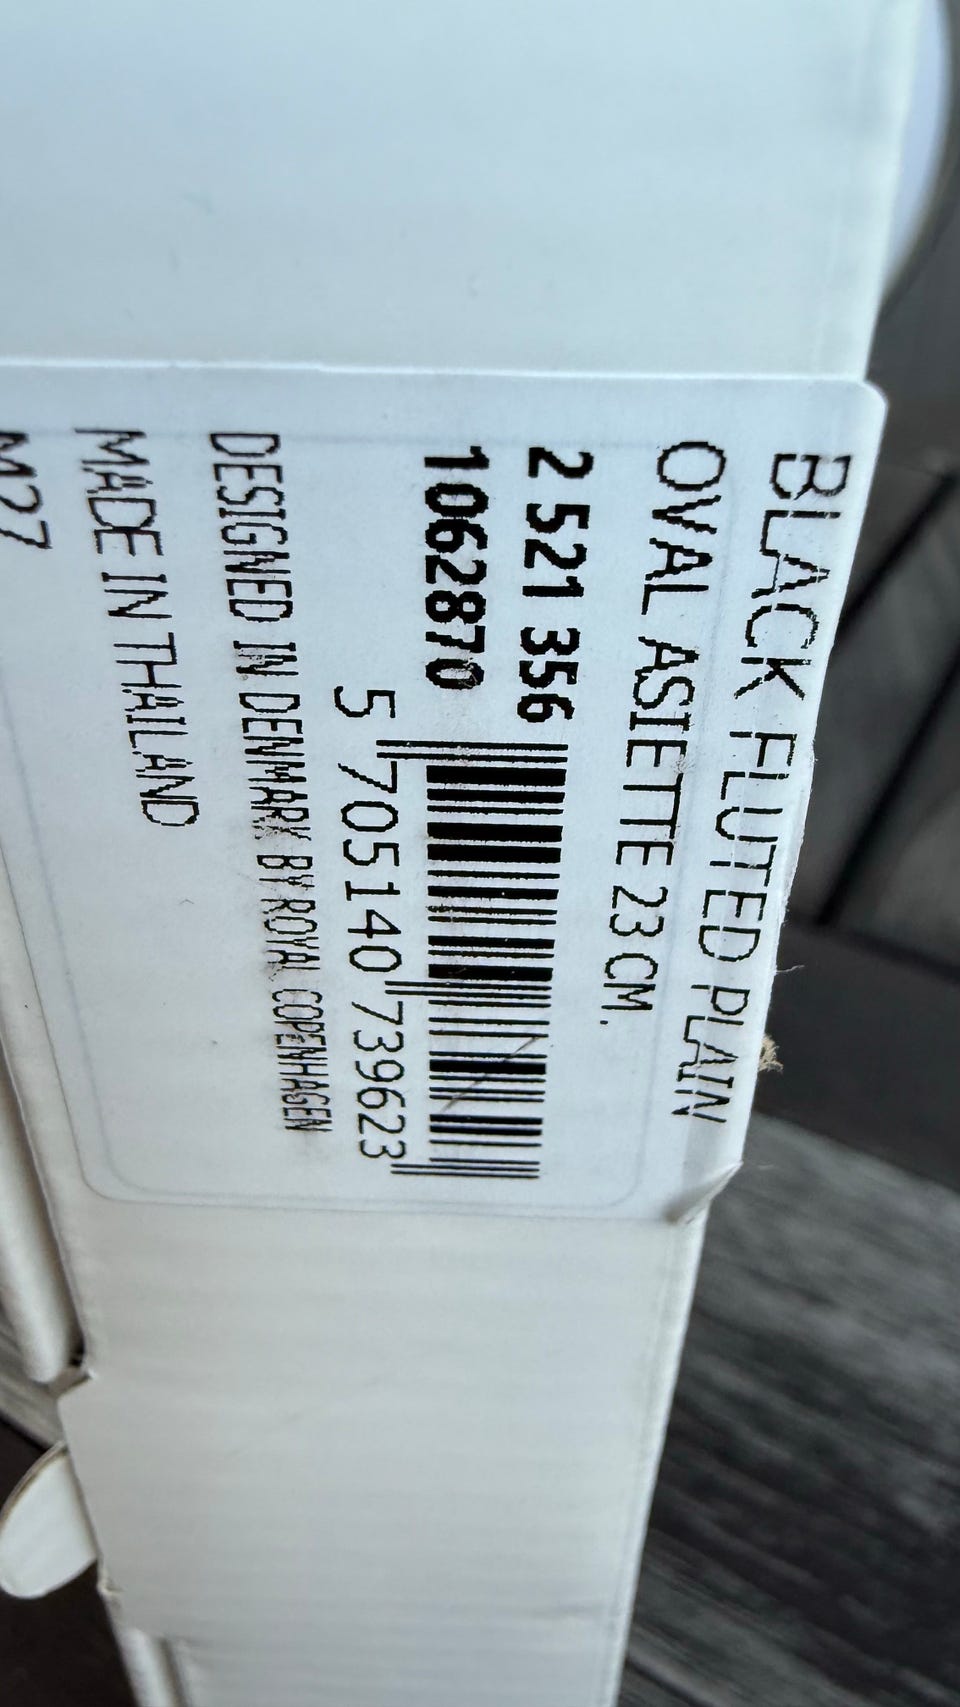 BLACK FLUTED PLAIN
OVAL ASIETTE 23 CM.
2 521 356
1062870
5 705140 739623
DESIGNED IN DENMARK BY ROYAL COPENHAGEN
MADE IN THAILAND
M27